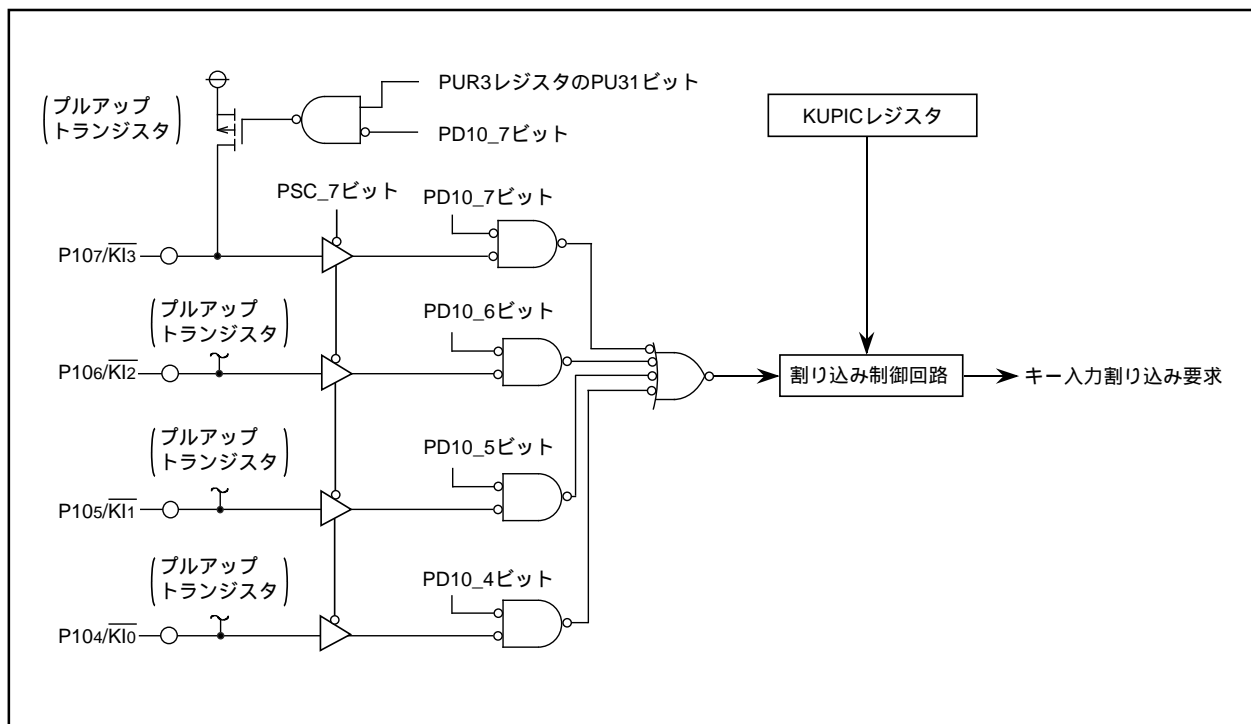 PUR3レジスタのPU31ビット
(プルアップ
トランジスタ)
PD10_7ビット
KUPICレジスタ
PSC_7ビット
PD10_7ビット
P107/KI3
(プルアップ
トランジスタ)
PD10_6ビット
P106/KI2
割り込み制御回路
キー入力割り込み要求
(プルアップ
トランジスタ)
PD10_5ビット
P105/KI1
(プルアップ
トランジスタ)
PD10_4ビット
P104/KI0